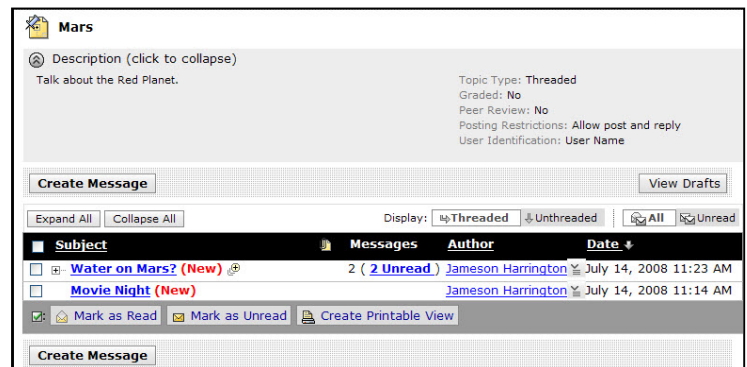 Mars
Description (click to collapse)
Talk about the Red Planet.
Topic Type: Threaded
Graded: No
Peer Review: No
Posting Restrictions: Allow post and reply
User Identification: User Name
Create Message View Drafts
Expand All Collapse All Display: Threaded Unthreaded All Unread
Subject Messages Author Date
Water on Mars? (New) 2 ( 2 Unread ) Jameson Harrington July 14, 2008 11:23 AM
Movie Night (New) Jameson Harrington July 14, 2008 11:14 AM
: Mark as Read Mark as Unread Create Printable View
Create Message